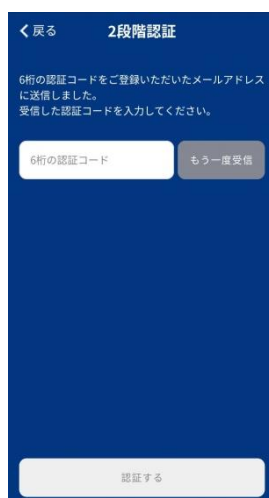 戻る
2段階認証
6桁の認証コードをご登録いただいたメールアドレス
に送信しました。
受信した認証コードを入力してください。
6桁の認証コード
もう一度受信
認証する